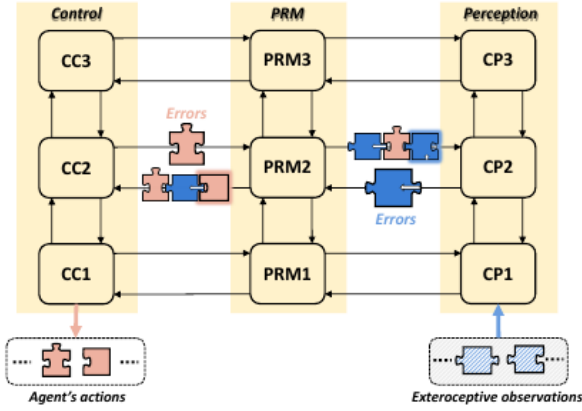 Control PRM Perception
CC3 PRM3 CP3
Errors
CC2 PRM2 CP2
Errors
CC1 PRM1 CP1
Agent's actions Exteroceptive observations